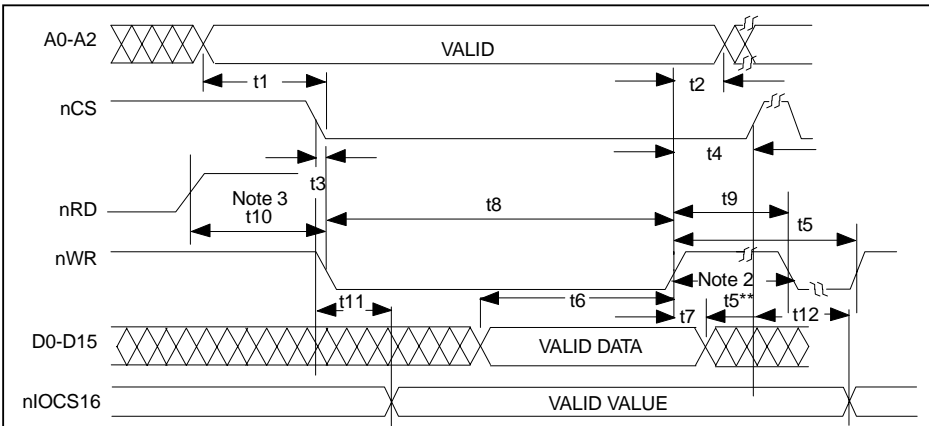 A0-A2
VALID
t1
t2
nCS
t4
t3
nRD
Note 3
t10
t8
t9
t5
nWR
Note 2
t11
t6
t5**
t7
t12
D0-D15
VALID DATA
nIOCS16
VALID VALUE